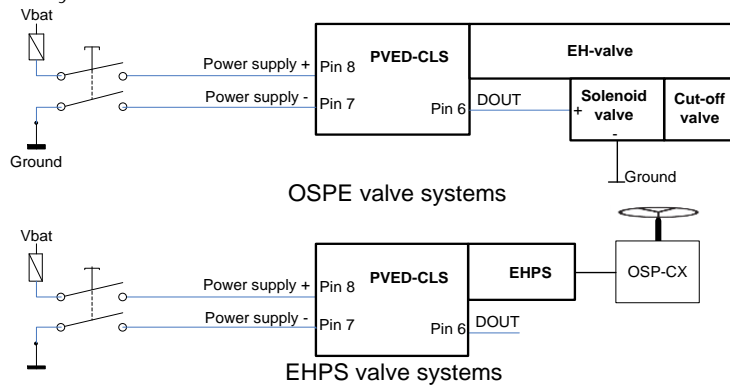 Vbat
Power supply +
Pin 8
PVED-CLS
EH-valve
Power supply -
Pin 7
Pin 6
DOUT
+
Solenoid valve
-
Cut-off valve
Ground
Ground
OSPE valve systems
Vbat
Power supply +
Pin 8
PVED-CLS
EHPS
OSP-CX
Power supply -
Pin 7
Pin 6
DOUT
EHPS valve systems